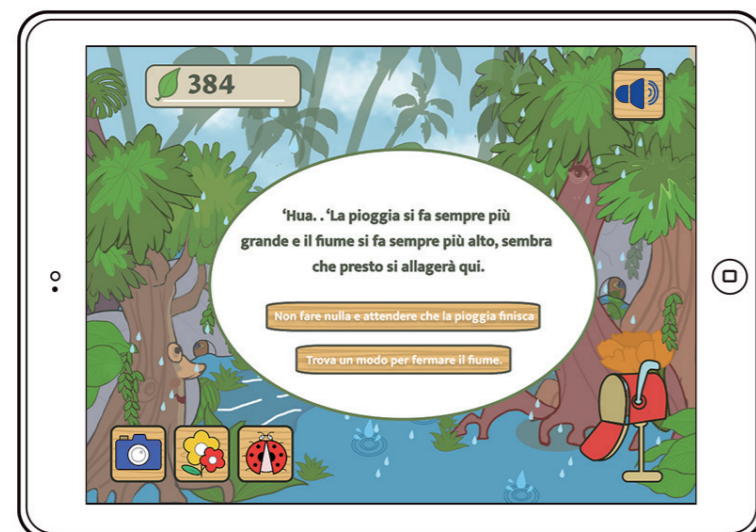 384
‘Hua. . ‘La pioggia si fa sempre più
grande e il fiume si fa sempre più alto, sembra
che presto si allagerà qui.
Non fare nulla e attendere che la pioggia finisca
Trova un modo per fermare il fiume.